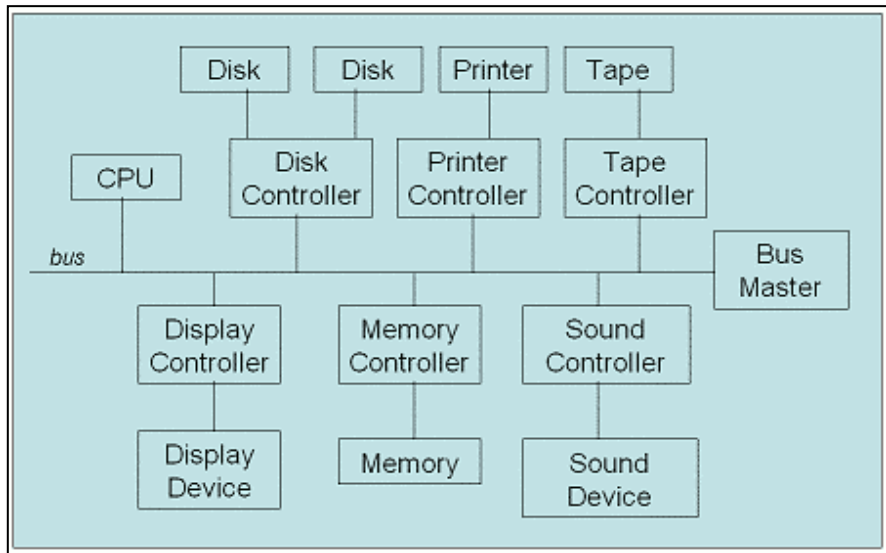 Disk
Disk
Printer
Tape
CPU
Disk
Controller
Printer
Controller
Tape
Controller
bus
Bus
Master
Display
Controller
Memory
Controller
Sound
Controller
Display
Device
Memory
Sound
Device